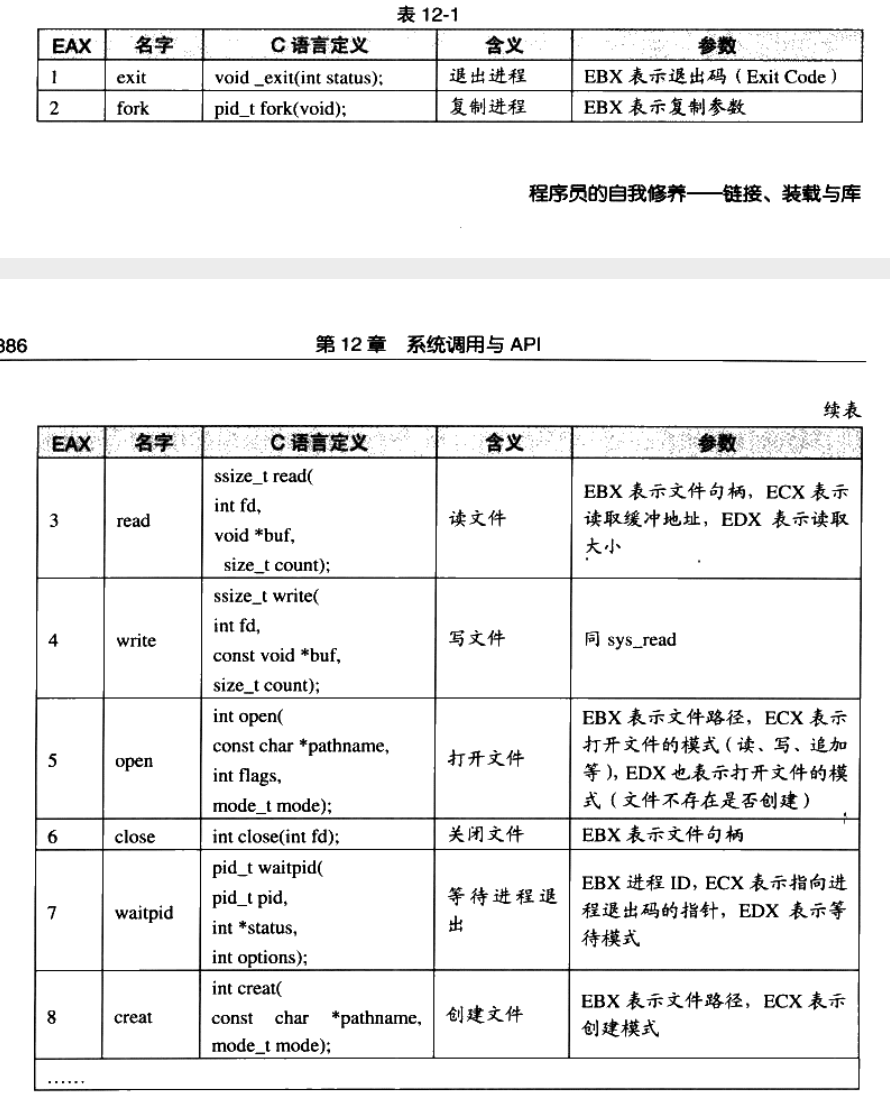 表 12-1
EAX 名字 C 语言定义 含义 参数
1 exit void _exit(int status); 退出进程 EBX 表示退出码（Exit Code）
2 fork pid_t fork(void); 复制进程 EBX 表示复制参数
程序员的自我修养——链接、装载与库
386 第 12 章 系统调用与 API
续表
EAX 名字 C 语言定义 含义 参数
3 read
ssize_t read(
int fd,
void *buf,
size_t count);
读文件
EBX 表示文件句柄，ECX 表示
读取缓冲地址，EDX 表示读取
大小
4 write
ssize_t write(
int fd,
const void *buf,
size_t count);
写文件
同 sys_read
5 open
int open(
const char *pathname,
int flags,
mode_t mode);
打开文件
EBX 表示文件路径，ECX 表示
打开文件的模式（读、写、追加
等），EDX 也表示打开文件的模
式（文件不存在是否创建）
6 close int close(int fd); 关闭文件 EBX 表示文件句柄
7 waitpid
pid_t waitpid(
pid_t pid,
int *status,
int options);
等待进程退
出
EBX 进程 ID，ECX 表示指向进
程退出码的指针，EDX 表示等
待模式
8 creat
int creat(
const char *pathname,
mode_t mode);
创建文件
EBX 表示文件路径，ECX 表示
创建模式
……